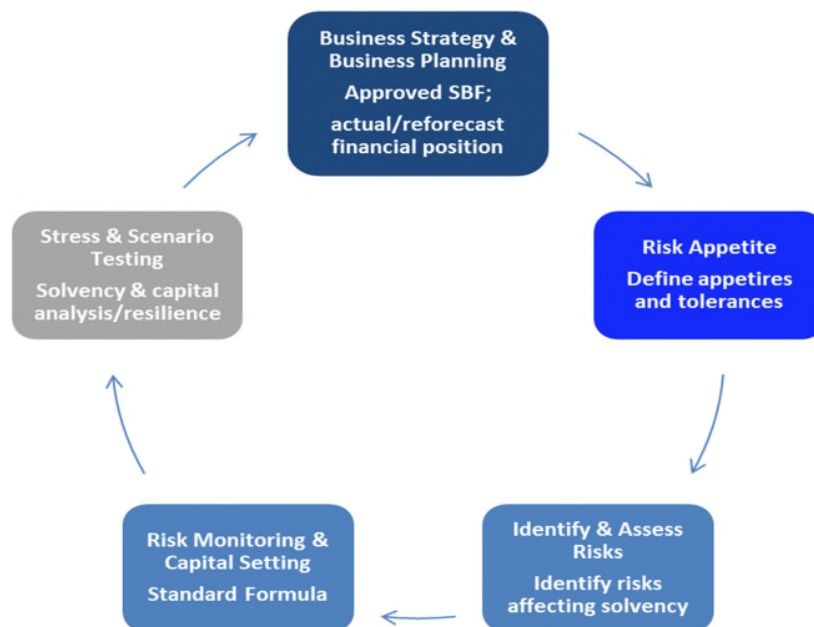 Business Strategy &
Business Planning
Approved SBF;
actual/reforecast
financial position
Risk Appetite
Define appetires
and tolerances
Identify & Assess
Risks
Identify risks
affecting solvency
Risk Monitoring &
Capital Setting
Standard Formula
Stress & Scenario
Testing
Solvency & capital
analysis/resilience